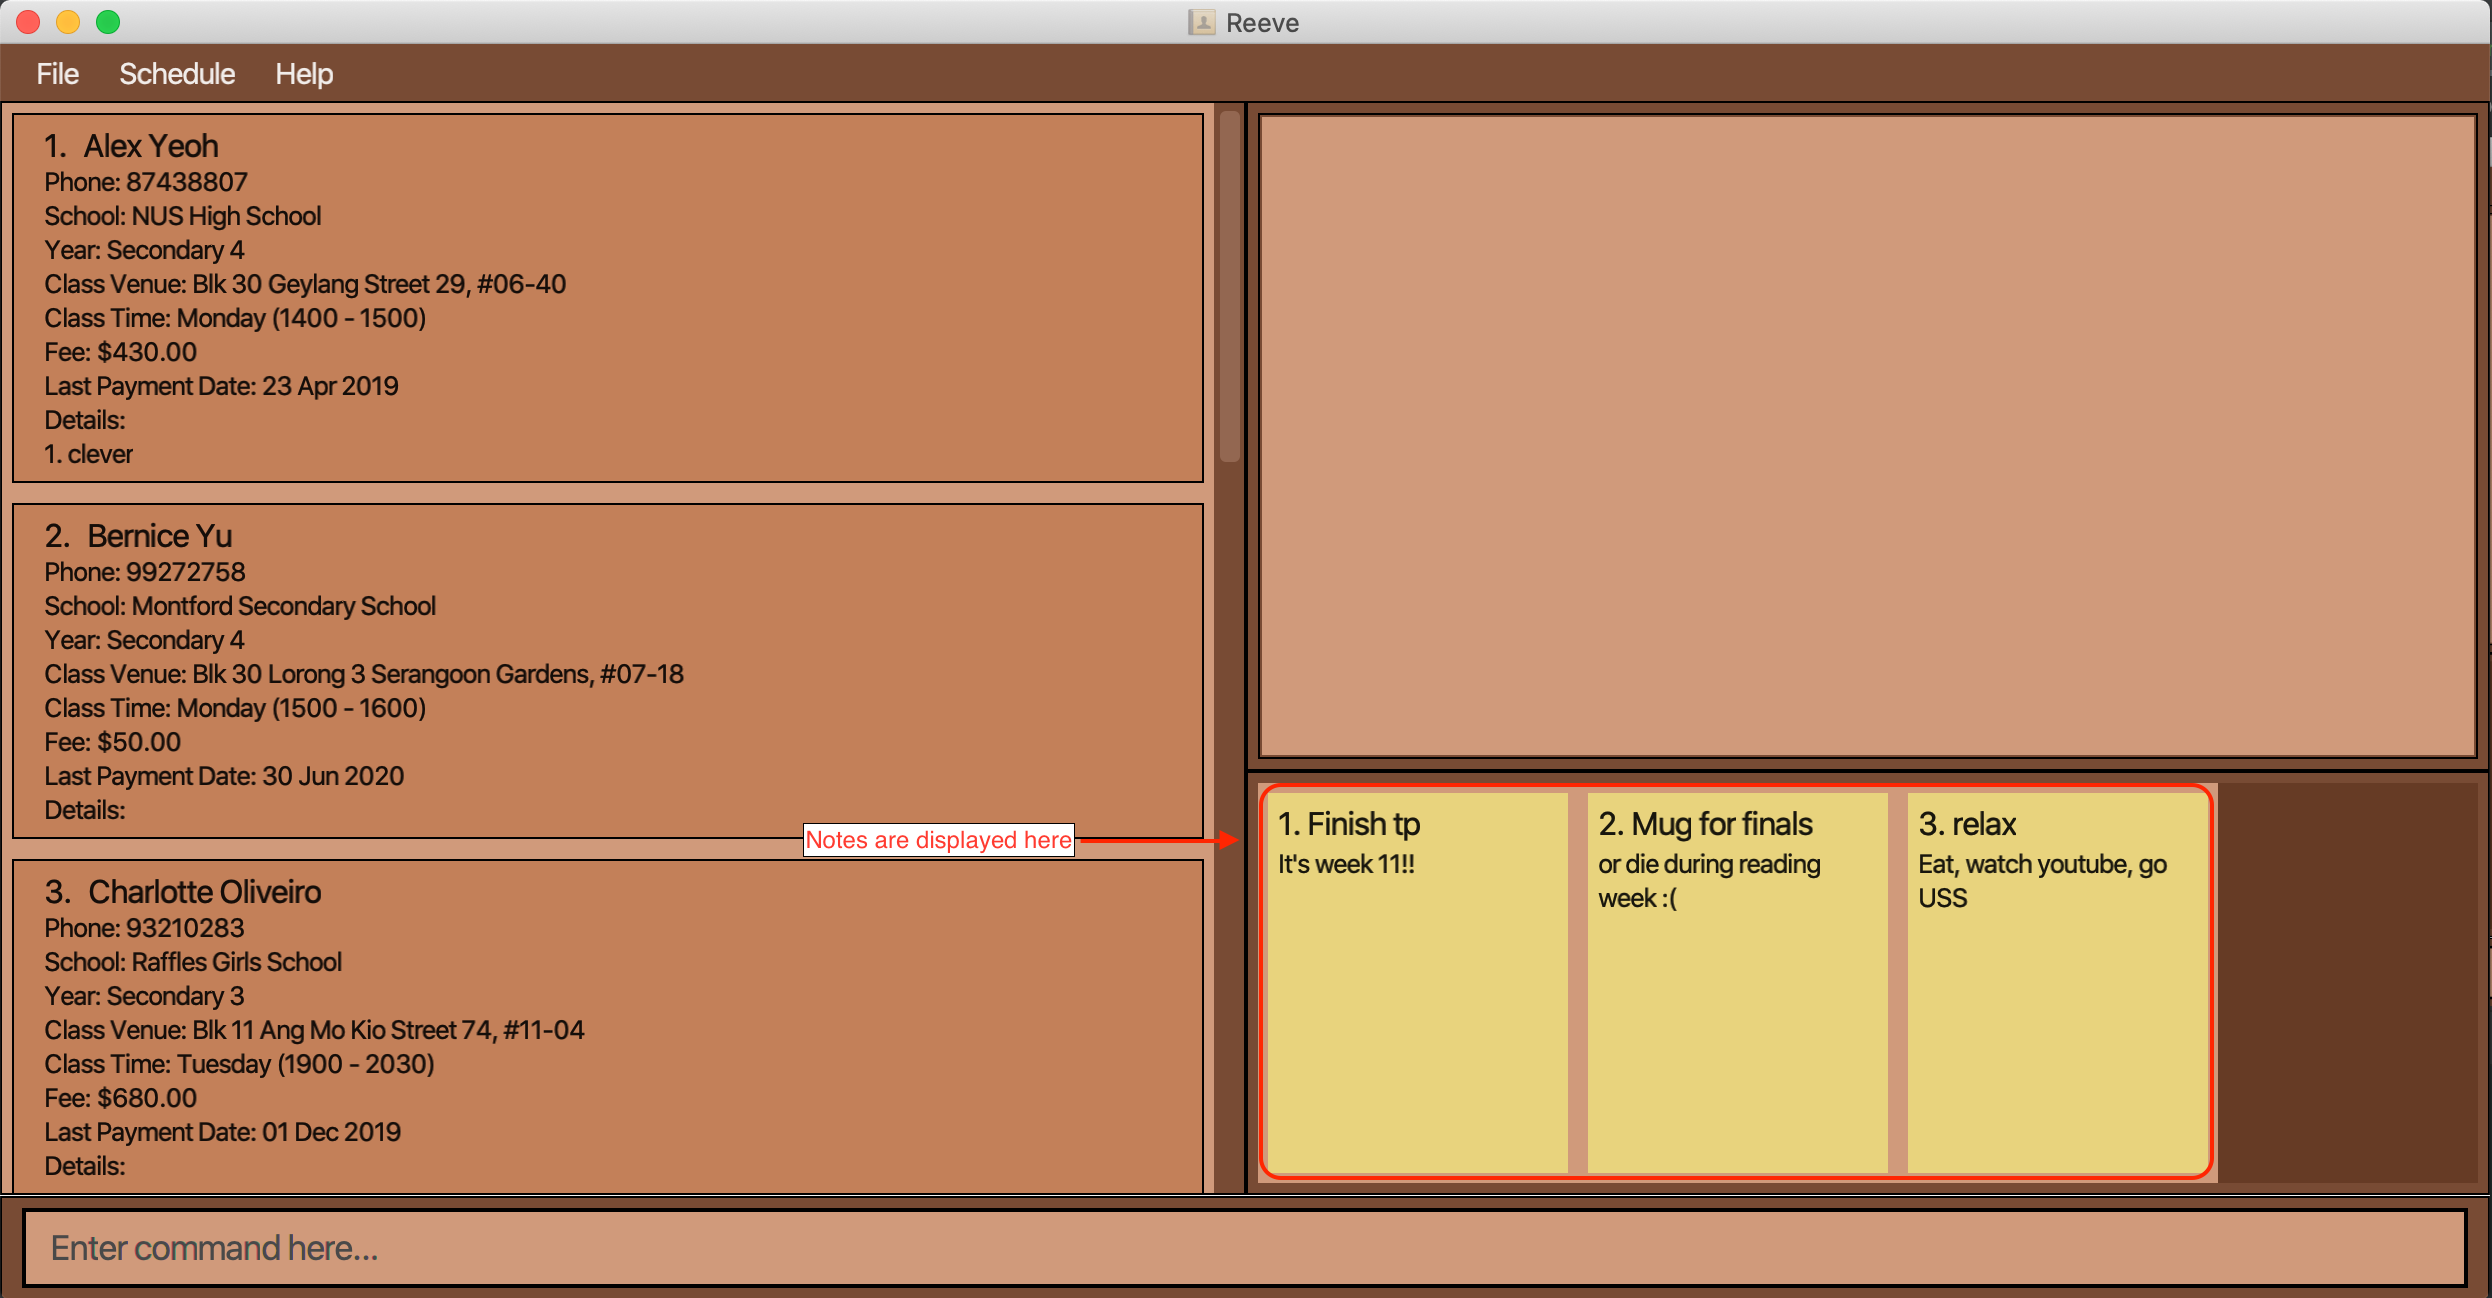 Reeve
File Schedule Help
1. Alex Yeoh
Phone: 87438807
School: NUS High School
Year: Secondary 4
Class Venue: Blk 30 Geylang Street 29, #06-40
Class Time: Monday (1400 - 1500)
Fee: $430.00
Last Payment Date: 23 Apr 2019
Details:
1. clever
2. Bernice Yu
Phone: 99272758
School: Montford Secondary School
Year: Secondary 4
Class Venue: Blk 30 Lorong 3 Serangoon Gardens, #07-18
Class Time: Monday (1500 - 1600)
Fee: $50.00
Last Payment Date: 30 Jun 2020
Details:
3. Charlotte Oliveiro
Phone: 93210283
School: Raffles Girls School
Year: Secondary 3
Class Venue: Blk 11 Ang Mo Kio Street 74, #11-04
Class Time: Tuesday (1900 - 2030)
Fee: $680.00
Last Payment Date: 01 Dec 2019
Details:
Notes are displayed here
1. Finish tp
It's week 11!!
2. Mug for finals
or die during reading
week :(
3. relax
Eat, watch youtube, go
USS
Enter command here...